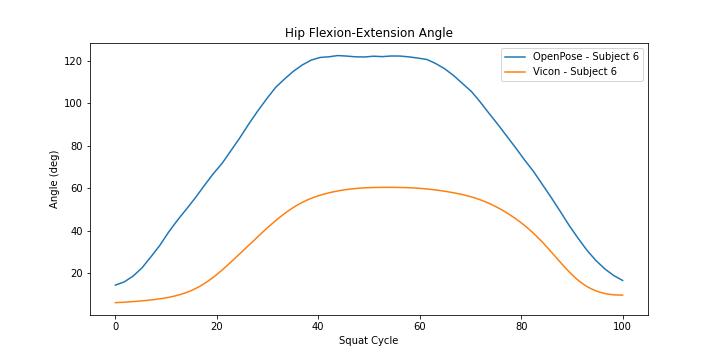 Hip Flexion-Extension Angle
OpenPose - Subject 6
Vicon - Subject 6
120
100
80
60
40
20
Angle (deg)
0
20
40
60
80
100
Squat Cycle